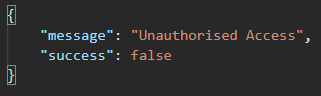 {
"message": "Unauthorised Access",
"success": false
}